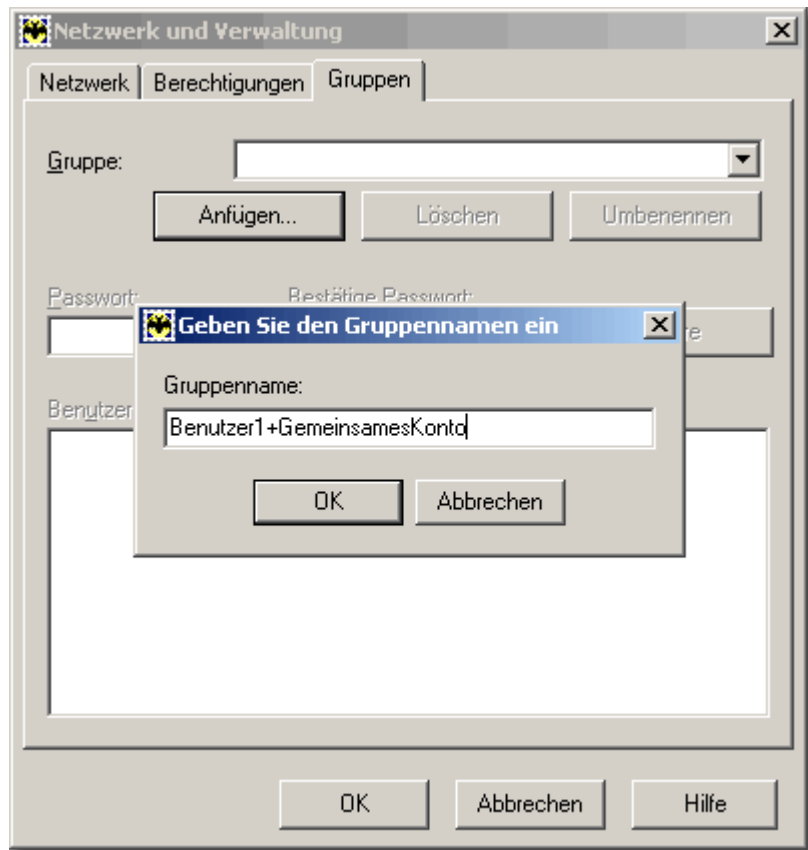 Netzwerk und Verwaltung
Netzwerk Berechtigungen Gruppen
Gruppe:
Anfügen... Löschen Umbenennen
Passwort: Bestätige Passwort:
Geben Sie den Gruppennamen ein
Gruppenname:
Benutzer
Benutzer1+GemeinsamesKonto
OK Abbrechen
OK Abbrechen Hilfe